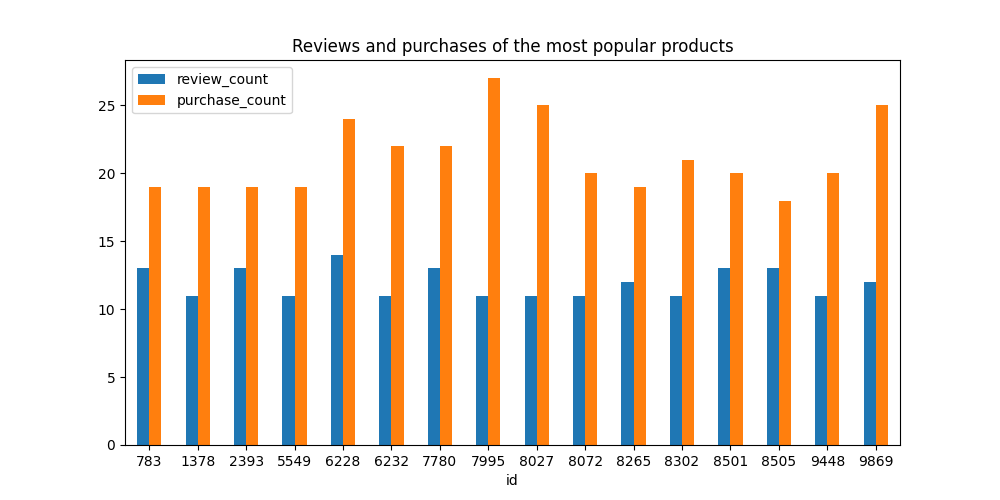 Reviews and purchases of the most popular products
review_count
purchase_count
25
20
15
10
5
0
783 1378 2393 5549 6228 6232 7780 7995 8027 8072 8265 8302 8501 8505 9448 9869
id